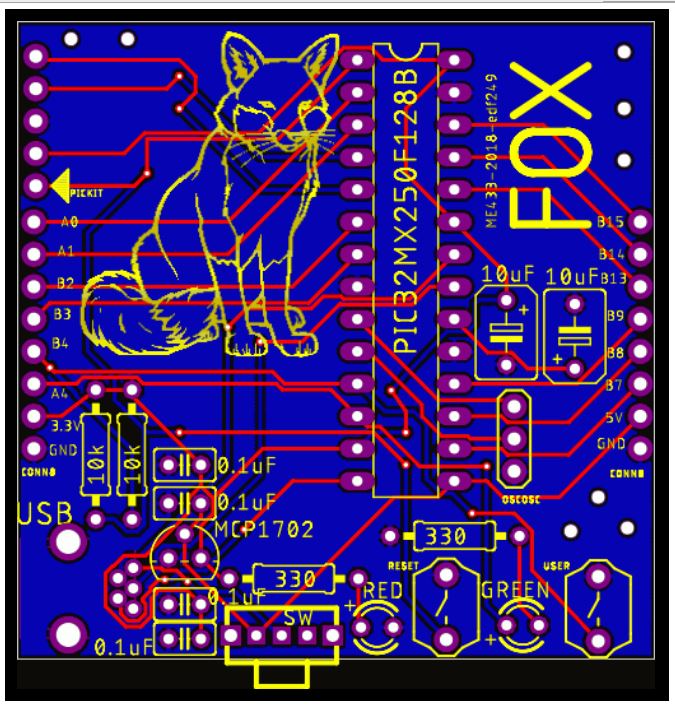 FOX
ME433-2018-edf249
PIC32MX250F128B
PICKIT
A0
A1
B2
B3
B4
A4
3.3V
GND
CONN8
B15
B14
B13
B9
B8
B7
5V
GND
CONN8
10uF
10uF
OSCOSC
10k
10k
0.1uF
0.1uF
USB
MCP1702
330
RESET
USER
330
RED
GREEN
0.1uF
SW
0.1uF